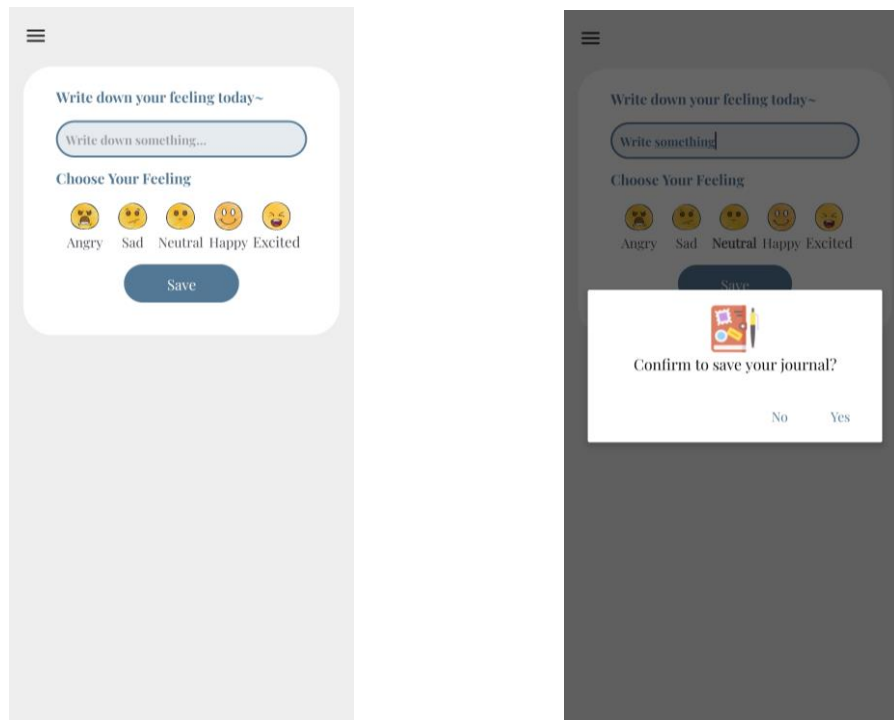 Write down your feeling today~
Write down something...
Choose Your Feeling
Angry Sad Neutral Happy Excited
Save
Write down your feeling today~
Write something
Choose Your Feeling
Angry Sad Neutral Happy Excited
Save
Confirm to save your journal?
No Yes